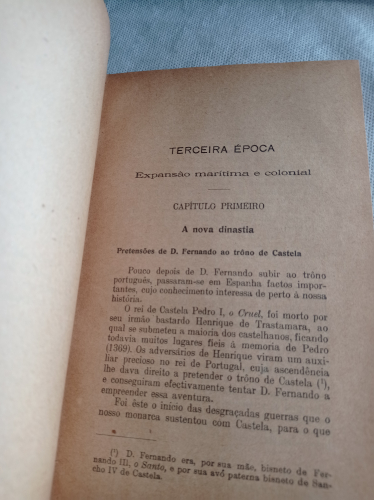 TERCEIRA ÉPOCA
Expansão marítima e colonial
CAPÍTULO PRIMEIRO
A nova dinastia
Pretensões de D. Fernando ao trôno de Castela
Pouco depois de D. Fernando subir ao trôno
português, passaram-se em Espanha factos impor-
tantes, cujo conhecimento interessa de perto à nossa
história.
O rei de Castela Pedro I, o Cruel, foi morto por
seu irmão bastardo Henrique de Trastamara, ao
qual se submeteu a maioria dos castelhanos, ficando
todavia muitos lugares fieis á memoria de Pedro
(1369). Os adversários de Henrique viram um auxi-
liar precioso no rei de Portugal, cuja ascendência
lhe dava direito a pretender o trôno de Castela (¹),
e conseguiram efectivamente tentar D. Fernando a
empreender essa aventura.
Foi êste o início das desgraçadas guerras que o
nosso monarca sustentou com Castela, para o que
(¹) D. Fernando era, por sua mãe, bisneto de Fer-
nando III, o Santo, e por sua avó paterna bisneto de San-
cho IV de Castela.